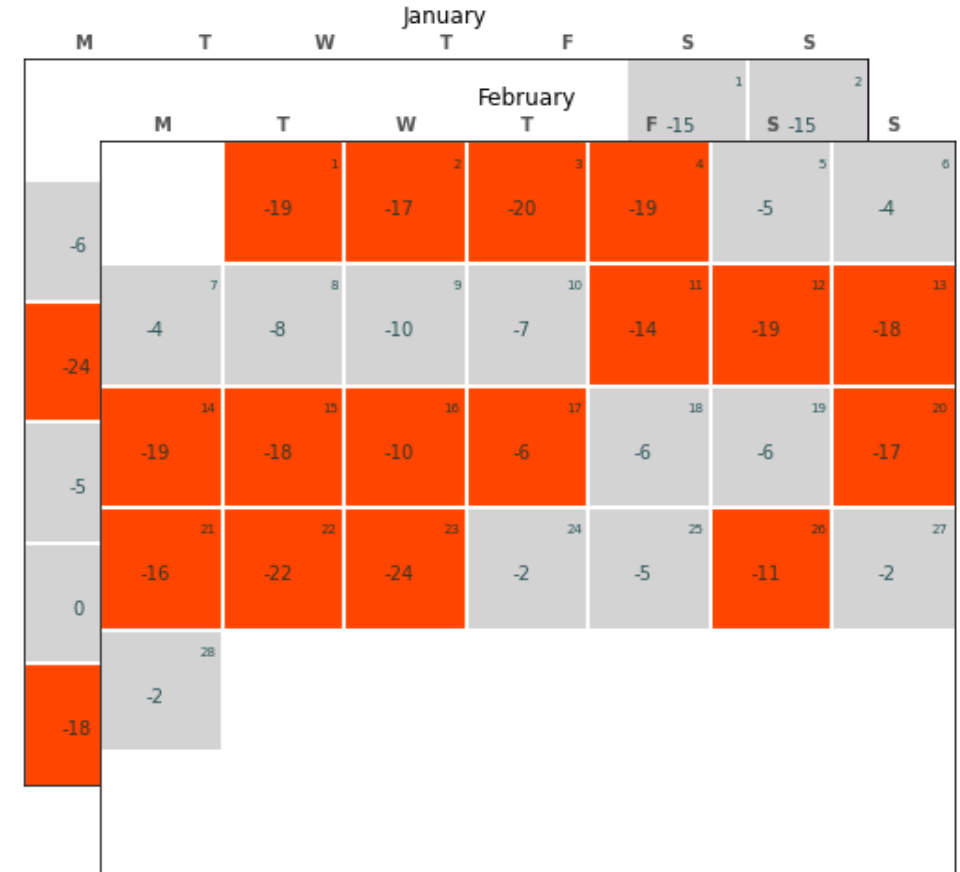 January
M T W T F S S
1 2
February
M T W T F -15 S -15 S
1 2 3 4 5 6
-19 -17 -20 -19 -5 -4
-6
7 8 9 10 11 12 13
-4 -8 -10 -7 -14 -19 -18
-24
14 15 16 17 18 19 20
-19 -18 -10 -6 -6 -6 -17
-5
21 22 23 24 25 26 27
-16 -22 -24 -2 -5 -11 -2
0
28
-2
-18